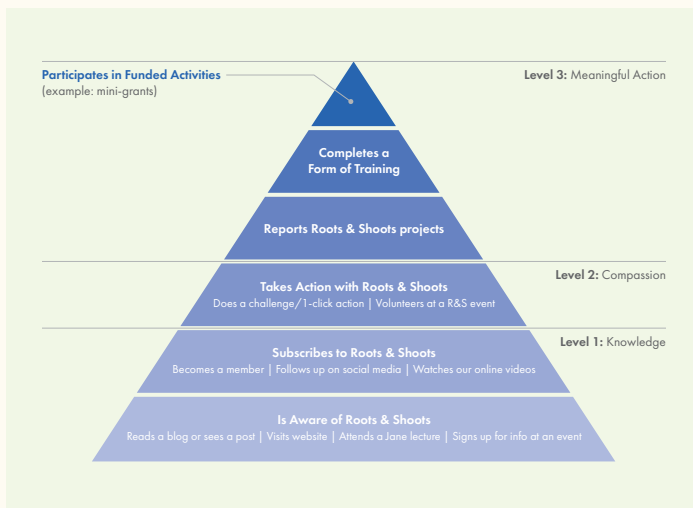 Participates in Funded Activities
(example: mini-grants)
Level 3: Meaningful Action
Completes a
Form of Training
Reports Roots & Shoots projects
Level 2: Compassion
Takes Action with Roots & Shoots
Does a challenge/1-click action | Volunteers at a R&S event
Level 1: Knowledge
Subscribes to Roots & Shoots
Becomes a member | Follows up on social media | Watches our online videos
Is Aware of Roots & Shoots
Reads a blog or sees a post | Visits website | Attends a Jane lecture | Signs up for info at an event